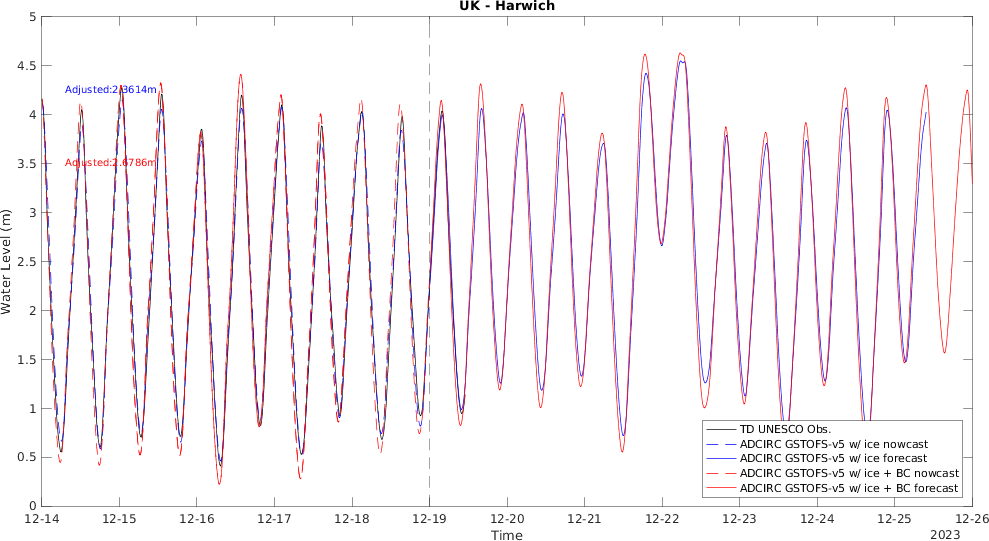 UK - Harwich
5
4.5
4
3.5
3
2.5
2
1.5
1
0.5
0
Water Level (m)
Adjusted:2.3614m
Adjusted:2.6786m
TD UNESCO Obs.
ADCIRC GSTOFS-v5 w/ ice nowcast
ADCIRC GSTOFS-v5 w/ ice forecast
ADCIRC GSTOFS-v5 w/ ice + BC nowcast
ADCIRC GSTOFS-v5 w/ ice + BC forecast
12-14 12-15 12-16 12-17 12-18 12-19 12-20 12-21 12-22 12-23 12-24 12-25 12-26
Time
2023